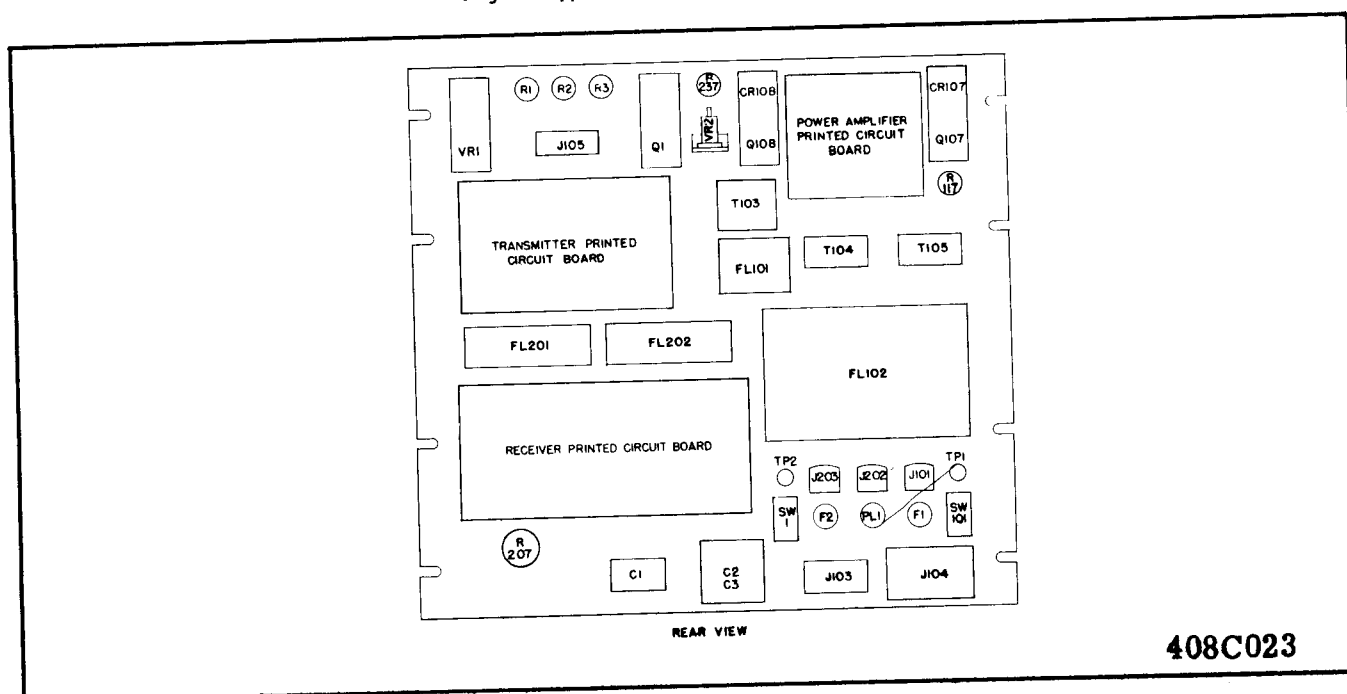 R1
R2
R3
R
237
CR108
CR107
VR1
J105
Q1
VR2
Q108
POWER AMPLIFIER
PRINTED CIRCUIT
BOARD
Q107
R
117
T103
TRANSMITTER PRINTED
CIRCUIT BOARD
T104
T105
FL101
FL201
FL202
FL102
RECEIVER PRINTED CIRCUIT BOARD
TP2
J203
J202
J101
TP1
SW
1
F2
PL1
F1
SW
101
R
207
C1
C2
C3
J103
J104
REAR VIEW
408C023